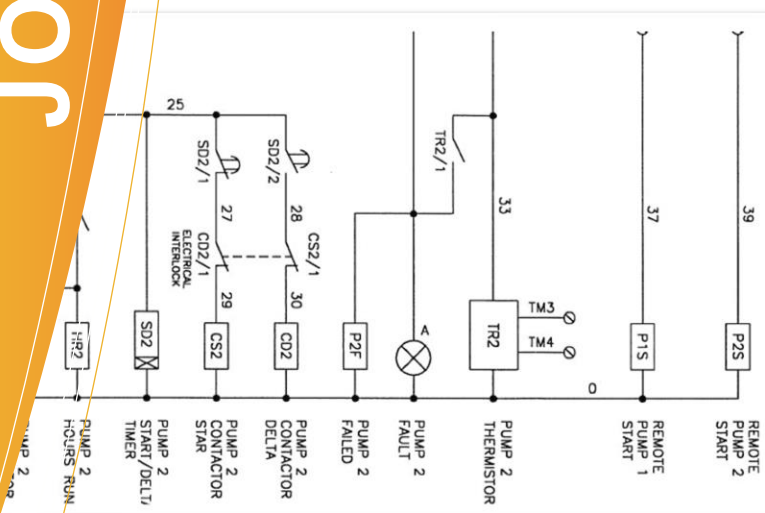 JO
25
SD2/1
SD2/2
27
28
CD2/1
ELECTRICAL
INTERLOCK
CS2/1
29
30
TR2/1
33
37
39
A
TM3
TM4
HR2
SD2
CS2
CD2
P2F
TR2
P1S
P2S
0
PUMP 2
HOURS RUN
PUMP 2
START/DELT
TIMER
PUMP 2
CONTACTOR
STAR
PUMP 2
CONTACTOR
DELTA
PUMP 2
FAILED
PUMP 2
FAULT
PUMP 2
THERMISTOR
REMOTE
PUMP 1
START
REMOTE
PUMP 2
START